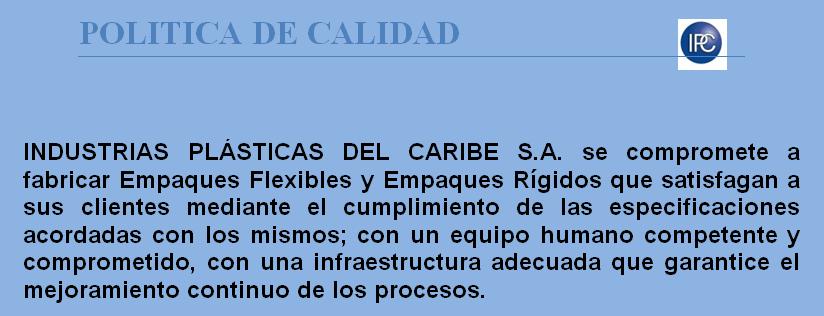 POLITICA DE CALIDAD
IPC
INDUSTRIAS PLÁSTICAS DEL CARIBE S.A. se compromete a
fabricar Empaques Flexibles y Empaques Rígidos que satisfagan a
sus clientes mediante el cumplimiento de las especificaciones
acordadas con los mismos; con un equipo humano competente y
comprometido, con una infraestructura adecuada que garantice el
mejoramiento continuo de los procesos.